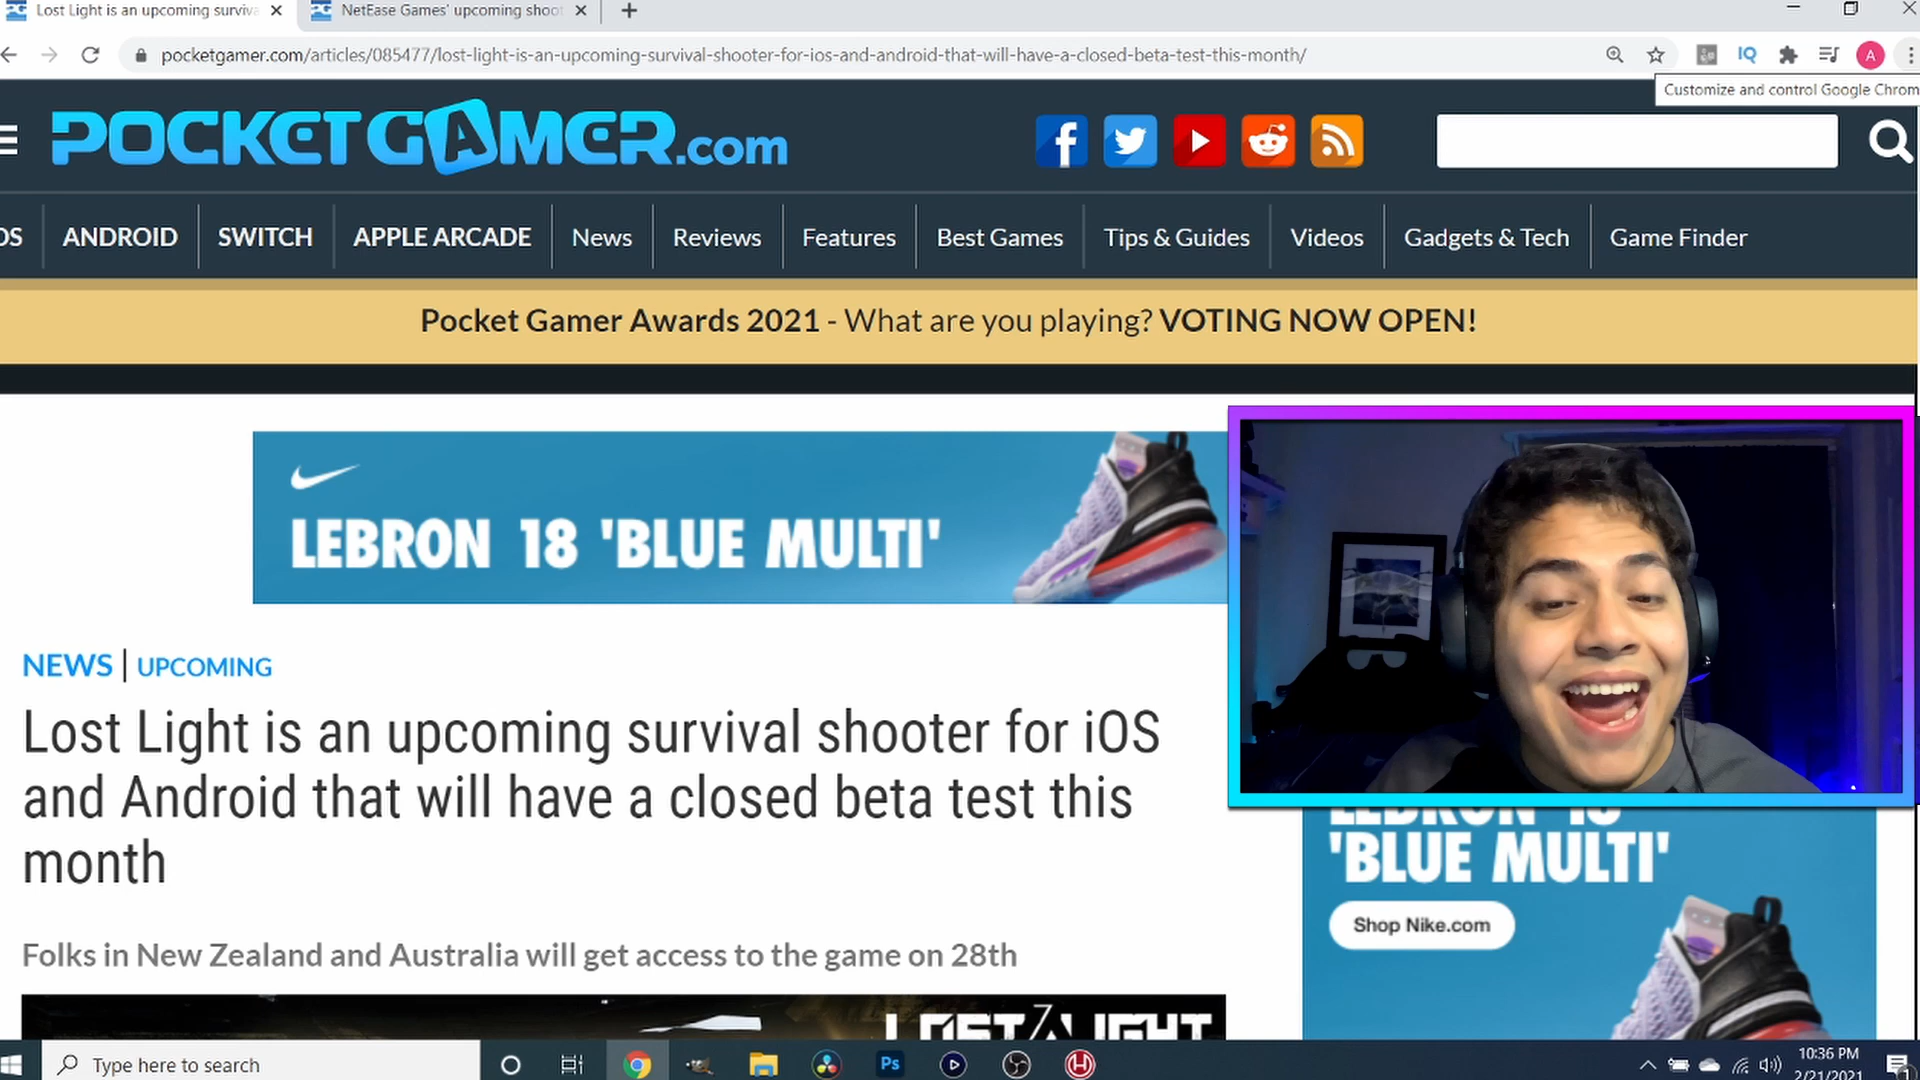 Lost Light is an upcoming surviva
NetEase Games' upcoming shoot
pocketgamer.com/articles/085477/lost-light-is-an-upcoming-survival-shooter-for-ios-and-android-that-will-have-a-closed-beta-test-this-month/
IQ
A
Customize and control Google Chrom
POCKETGAMER.com
OS
ANDROID
SWITCH
APPLE ARCADE
News
Reviews
Features
Best Games
Tips & Guides
Videos
Gadgets & Tech
Game Finder
Pocket Gamer Awards 2021 - What are you playing? VOTING NOW OPEN!
LEBRON 18 'BLUE MULTI'
NEWS | UPCOMING
Lost Light is an upcoming survival shooter for iOS
and Android that will have a closed beta test this
month
Folks in New Zealand and Australia will get access to the game on 28th
LOST LIGHT
LEBRON 18
'BLUE MULTI'
Shop Nike.com
Type here to search
Ps
10:36 PM
2/21/2021
1